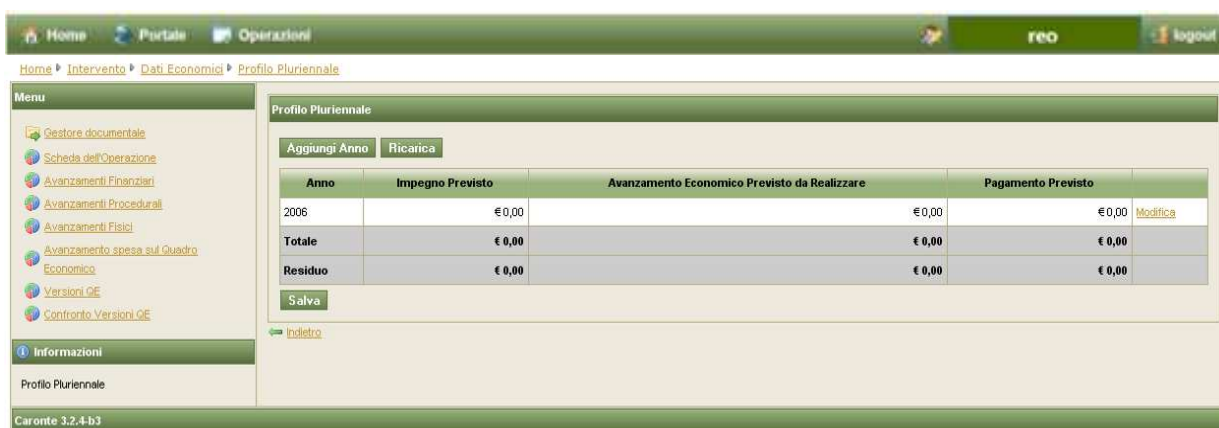 Home Portale Operazioni reo logout
Home Intervento Dati Economici Profilo Pluriennale
Menu
Gestore documentale
Scheda dell'Operazione
Avanzamenti Finanziari
Avanzamenti Procedurali
Avanzamenti Fisici
Avanzamento spesa sul Quadro
Economico
Versioni QE
Confronto Versioni QE
Informazioni
Profilo Pluriennale
Profilo Pluriennale
Aggiungi Anno Ricarica
Anno Impegno Previsto Avanzamento Economico Previsto da Realizzare Pagamento Previsto
2006 €0,00 €0,00 €0,00 Modifica
Totale € 0,00 € 0,00 € 0,00
Residuo € 0,00 € 0,00 € 0,00
Salva
Indietro
Caronte 3.2.4-b3